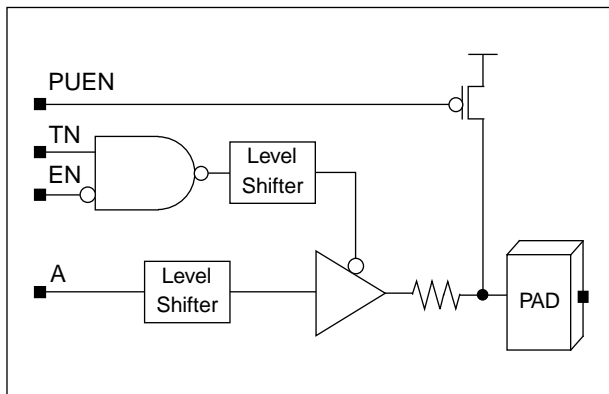 PUEN
TN
EN
Level
Shifter
A
Level
Shifter
PAD